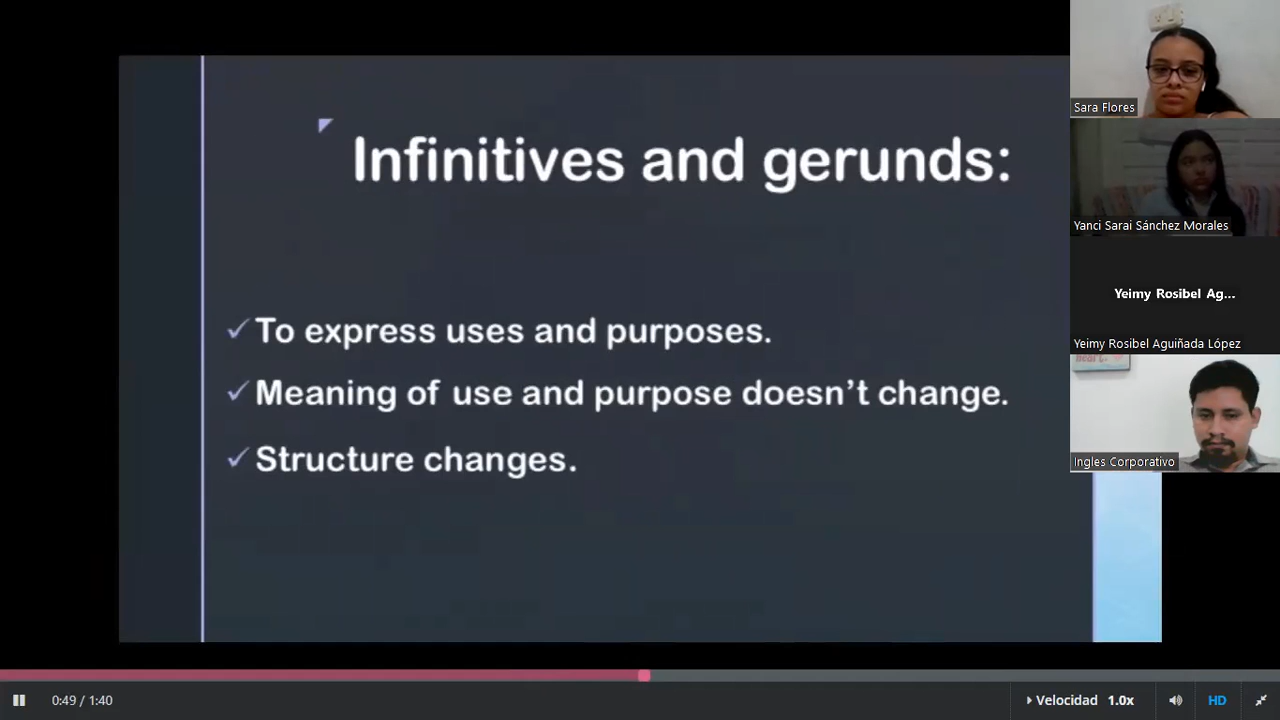 Infinitives and gerunds:
To express uses and purposes.
Meaning of use and purpose doesn't change.
Structure changes.
Sara Flores
Yanci Sarai Sánchez Morales
Yeimy Rosibel Ag...
Yeimy Rosibel Aguiñada López
heart.
Ingles Corporativo
0:49 / 1:40
Velocidad 1.0x
HD